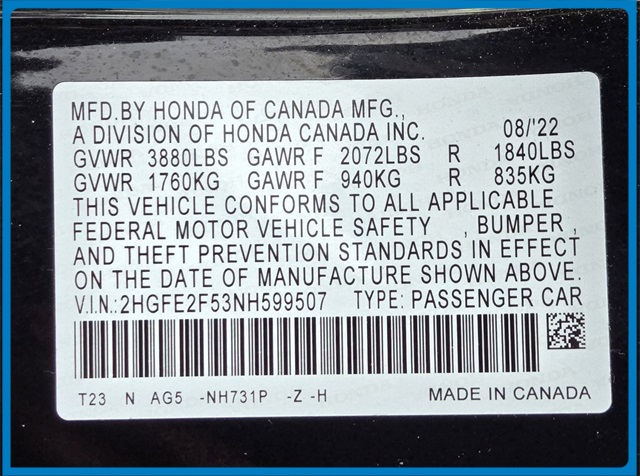 MFD.BY HONDA OF CANADA MFG.,
A DIVISION OF HONDA CANADA INC. 08/'22
GVWR 3880LBS GAWR F 2072LBS R 1840LBS
GVWR 1760KG GAWR F 940KG R 835KG
THIS VEHICLE CONFORMS TO ALL APPLICABLE
FEDERAL MOTOR VEHICLE SAFETY , BUMPER ,
AND THEFT PREVENTION STANDARDS IN EFFECT
ON THE DATE OF MANUFACTURE SHOWN ABOVE.
V.I.N.:2HGFE2F53NH599507 TYPE: PASSENGER CAR
T23 N AG5 -NH731P -Z -H MADE IN CANADA